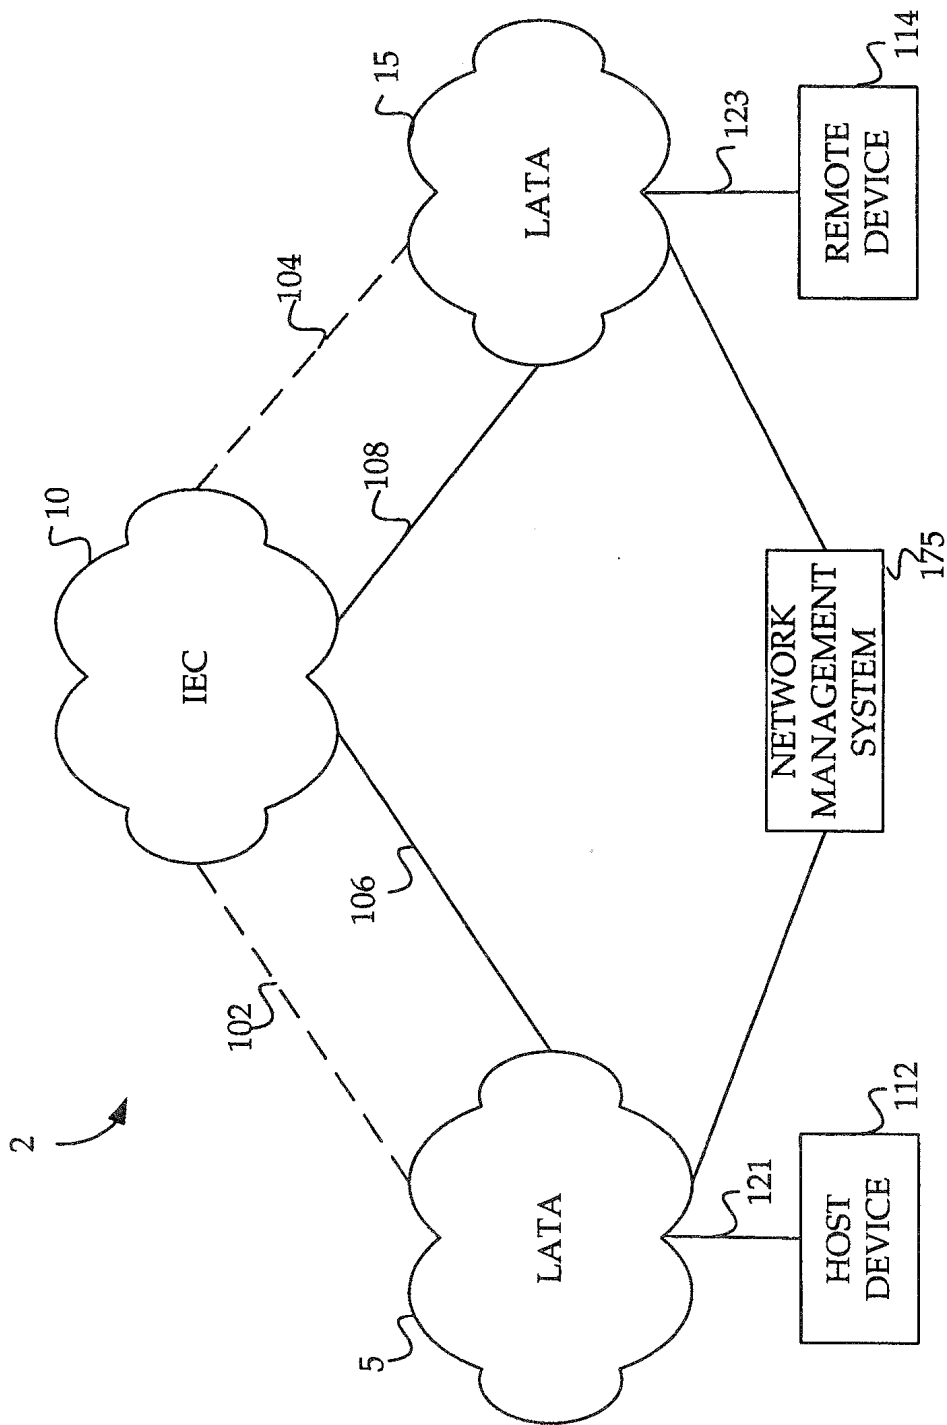 2
10
IEC
102
104
106
108
5
LATA
15
LATA
121
123
HOST
DEVICE
112
NETWORK
MANAGEMENT
SYSTEM
175
REMOTE
DEVICE
114